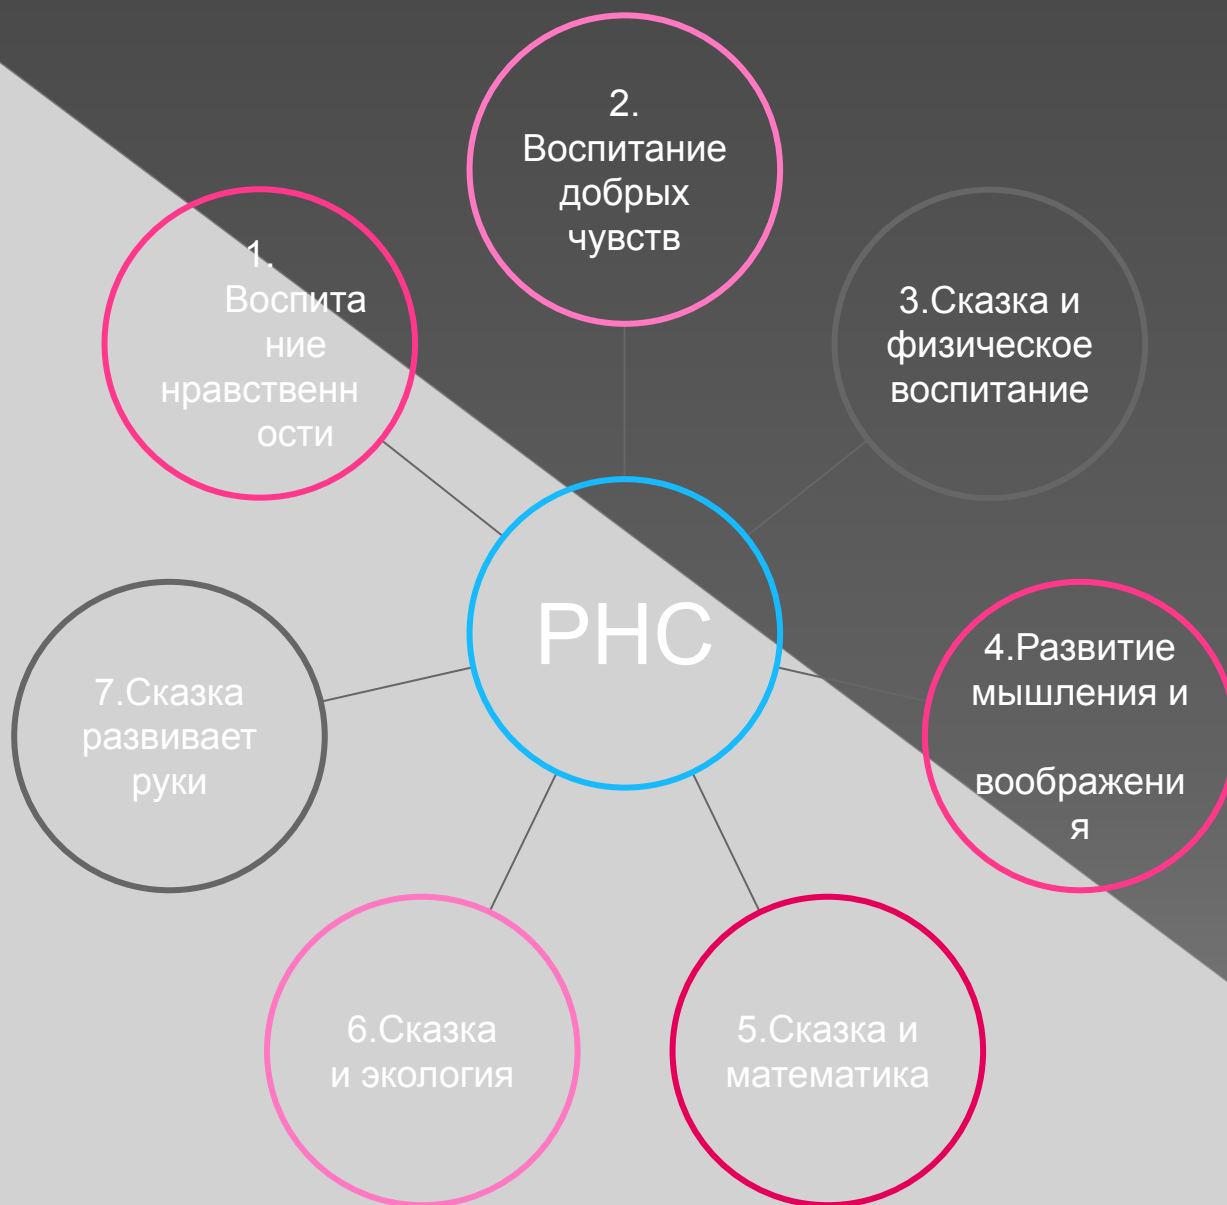 1.
Воспита
ние
нравственн
ости
2.
Воспитание
добрых
чувств
3.Сказка и
физическое
воспитание
4.Развитие
мышления и
воображени
я
5.Сказка и
математика
6.Сказка
и экология
7.Сказка
развивает
руки
РНС